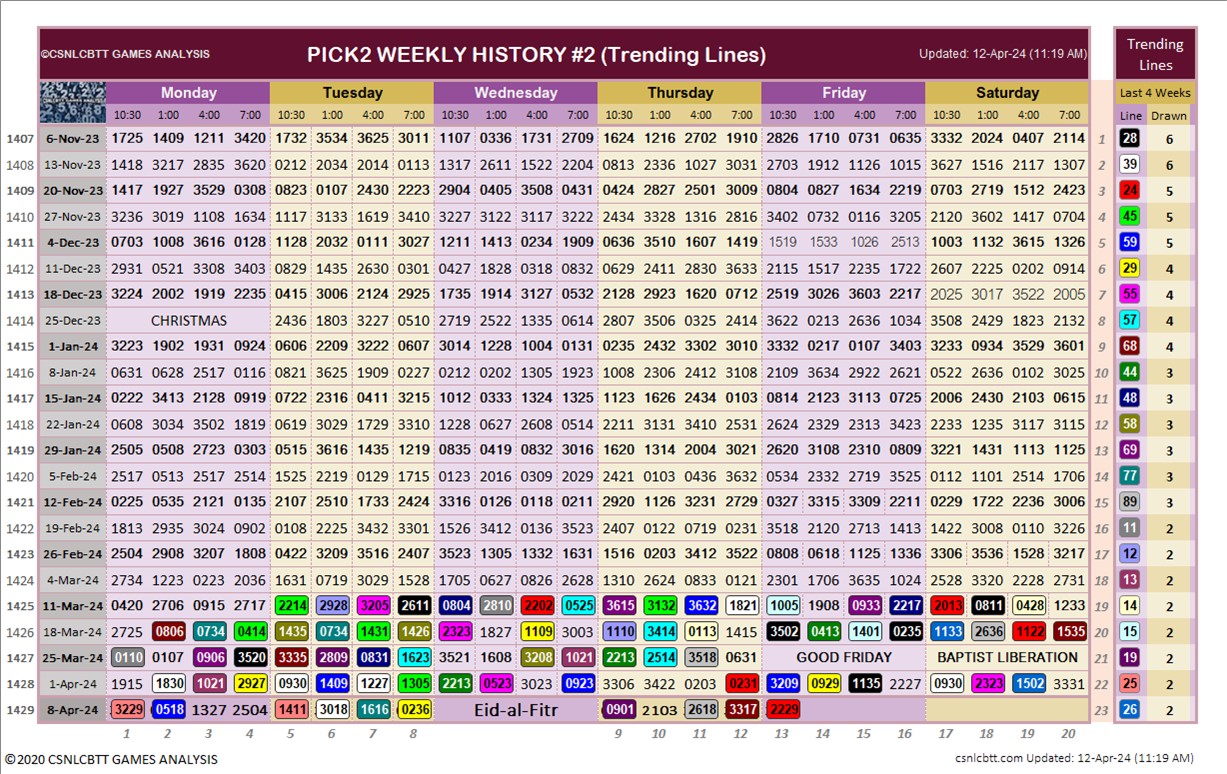 ©CSNLCBTT GAMES ANALYSIS PICK2 WEEKLY HISTORY #2 (Trending Lines) Updated: 12-Apr-24 (11:19 AM) Trending Lines
Monday Tuesday Wednesday Thursday Friday Saturday Last 4 Weeks
10:30 1:00 4:00 7:00 10:30 1:00 4:00 8:00 10:30 1:00 4:00 7:00 10:30 1:00 4:00 7:00 10:30 1:00 4:00 7:00 10:30 1:00 4:00 7:00 Line Drawn
1407 6-Nov-23 1725 1409 1211 3420 1732 3534 3625 3011 1107 0336 1731 2709 1624 1216 2702 1910 2826 1710 0731 0635 3332 2024 0407 2114 1 28 6
1408 13-Nov-23 1418 3217 2835 3620 0212 2034 2014 0113 1317 2611 1522 2204 0813 2336 1027 3031 2703 1912 1126 1015 3627 1516 2117 1307 2 39 6
1409 20-Nov-23 1417 1927 3529 0308 0823 0107 2430 2223 2904 0405 3508 0431 0424 2827 2501 3009 0804 0827 1634 2219 0703 2719 1512 2423 3 24 5
1410 27-Nov-23 3236 3019 1108 1634 1117 3133 1619 3410 3227 3122 3117 3222 2434 3328 1316 2816 3402 0732 0116 3205 2120 3602 1417 0704 4 45 5
1411 4-Dec-23 0703 1008 3616 0128 1128 2032 0111 3027 1211 1413 0234 1909 0636 3510 1607 1419 1519 1533 1026 2513 1003 1132 3615 1326 5 59 5
1412 11-Dec-23 2931 0521 3308 3403 0829 1435 2630 0302 0427 1828 0318 0832 0629 2411 2830 3633 2115 1517 2235 1722 2607 2225 0202 0914 6 29 4
1413 18-Dec-23 3224 2002 1919 2235 0415 3006 2124 2925 1735 1914 3127 0532 2128 2923 1620 0712 2519 3026 3603 2217 2025 3017 3522 2005 7 55 4
1414 25-Dec-23 CHRISTMAS 2436 1803 3227 0510 2719 2522 1335 0614 2807 3506 0325 2414 3622 0213 2536 1034 3508 2429 1823 2132 8 57 4
1415 1-Jan-24 3223 1902 1931 0924 0606 2209 3222 0607 3014 1228 1004 0131 0235 2432 3302 3010 3332 0217 0107 3403 3233 0934 3529 3601 9 68 4
1416 8-Jan-24 0631 0628 2517 0116 0821 3625 1909 0227 0212 0202 1305 1923 1008 2306 2412 3108 2109 3634 2922 2621 0522 2636 0102 3025 10 44 3
1417 15-Jan-24 0222 3413 2128 0919 0722 2316 0411 3215 1012 0333 1324 1325 1123 1626 2434 0103 0814 2123 3113 0725 2006 2430 2103 0615 11 48 3
1418 22-Jan-24 0608 3034 3502 1819 0619 3029 1729 3310 1228 0627 2608 0514 2211 3131 3410 2531 2624 2329 2313 3423 2233 1235 3117 3115 12 58 3
1419 29-Jan-24 2505 0508 2723 0303 0515 3616 1435 1216 0835 0419 0832 3016 1620 1314 2004 3021 2620 3108 2310 0809 3221 1431 1113 1125 13 69 3
1420 5-Feb-24 2517 0513 2517 2514 1525 2219 0129 1717 0123 2016 0309 2029 2421 0103 0436 3632 0534 2332 2719 3525 0112 1101 2514 1706 14 77 3
1421 12-Feb-24 0225 0535 2121 0135 2107 2510 1733 2424 3316 0126 0118 0211 2920 1126 3231 2729 0327 3315 3309 2211 0229 1722 2236 3006 15 89 3
1422 19-Feb-24 1813 2935 3024 0902 0108 2225 3432 3301 1526 3412 0136 3523 2407 0122 0719 0231 3518 2120 2713 1413 1422 3008 0110 3226 16 11 2
1423 26-Feb-24 2504 2908 3207 1808 0422 3209 3516 2407 3523 1305 1332 1631 1516 0203 3412 3522 0808 0618 1125 1336 3306 3536 1528 3217 17 12 2
1424 4-Mar-24 2734 1223 0223 2036 1631 0719 3029 1528 1705 0627 0826 2628 1310 2624 0833 0121 2301 1706 3635 1024 2528 3320 2228 2731 18 13 2
1425 11-Mar-24 0420 2706 0915 2717 2214 2928 3205 2611 0804 2810 2202 0525 3615 3132 3632 1821 1005 1908 0933 2217 2013 0811 0428 1233 19 14 2
1426 18-Mar-24 2725 0806 0734 0414 1435 0734 1431 1426 2323 1827 1109 3003 1110 3414 0113 1415 3502 0413 1401 0235 1133 2636 1122 1535 20 15 2
1427 25-Mar-24 0110 0107 0906 3520 3335 2809 0831 1623 3521 1608 3208 1021 2213 2514 3518 0631 GOOD FRIDAY BAPTIST LIBERATION 21 19 2
1428 1-Apr-24 1915 1830 1021 2927 0930 1409 1227 1305 2213 0523 3023 0923 3306 3422 0203 0231 3209 0929 1135 2227 0930 2323 1502 3331 22 25 2
1429 8-Apr-24 3229 0518 1327 2504 1411 3018 1616 0236 Eid-al-Fitr 0901 2103 2618 3317 2229 23 26 2
1 2 3 4 5 6 7 8 9 10 11 12 13 14 15 16 17 18 19 20
©2020 CSNLCBTT GAMES ANALYSIS csnlcbtt.com Updated: 12-Apr-24 (11:19 AM)